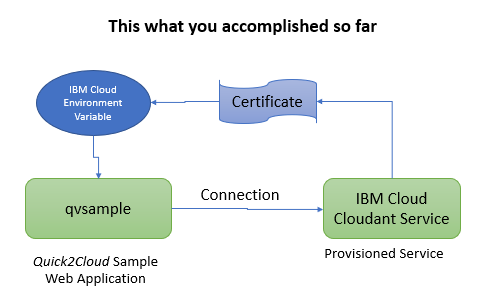 This what you accomplished so far
IBM Cloud
Environment
Variable
Certificate
qvsample
Connection
IBM Cloud
Cloudant Service
Quick2Cloud Sample
Web Application
Provisioned Service